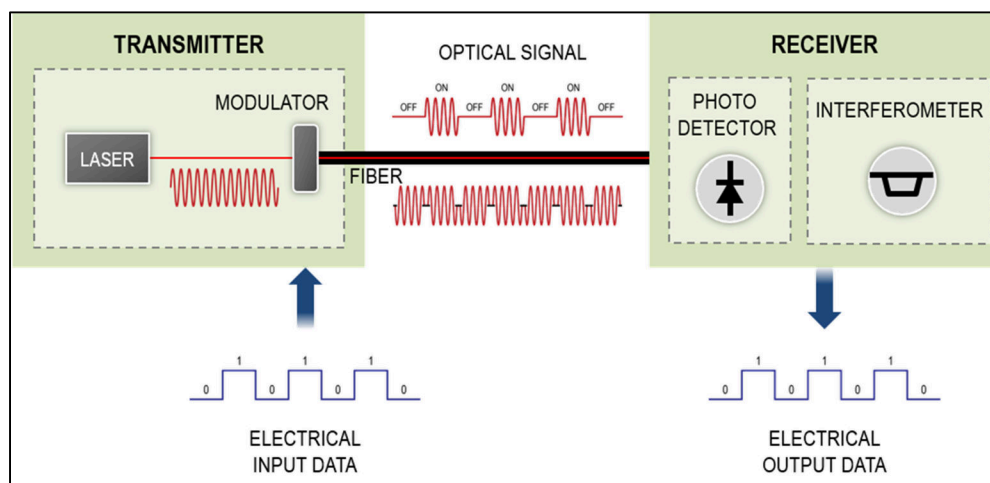 TRANSMITTER
MODULATOR
LASER
OPTICAL SIGNAL
ON ON ON
OFF OFF OFF OFF
FIBER
RECEIVER
PHOTO
DETECTOR
INTERFEROMETER
1 1 1
0 0 0 0
ELECTRICAL
INPUT DATA
1 1 1
0 0 0 0
ELECTRICAL
OUTPUT DATA